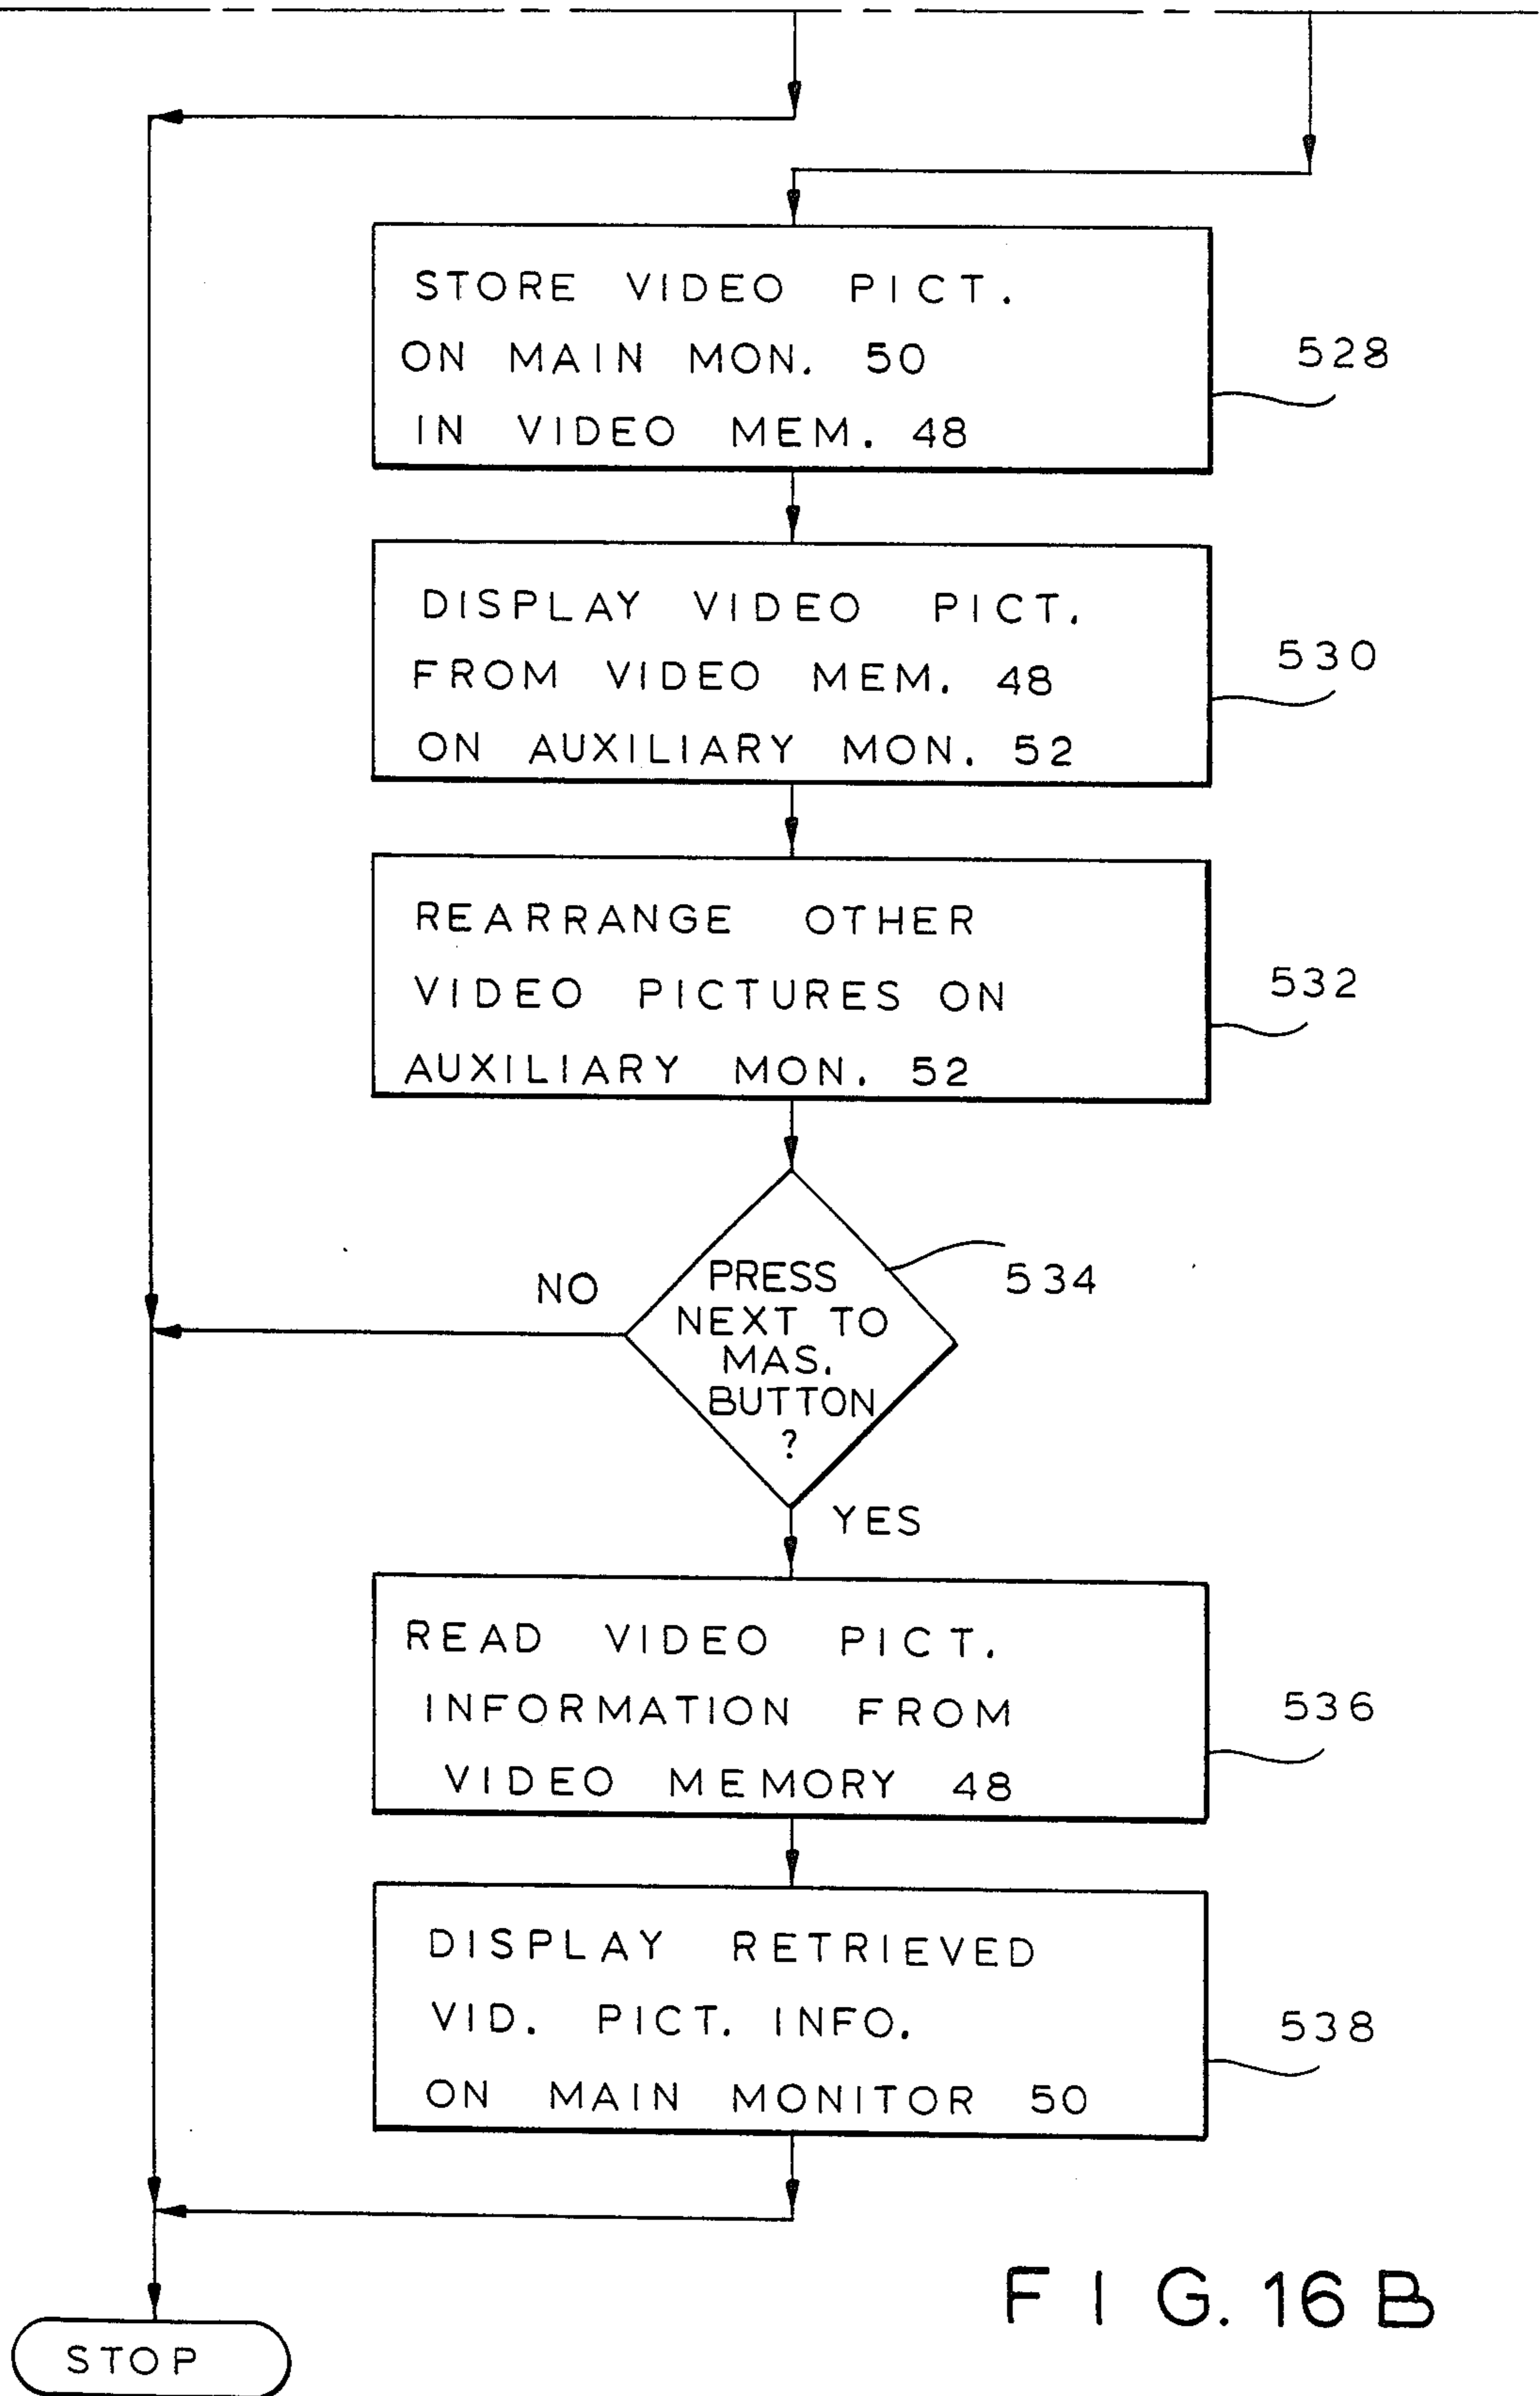 STORE VIDEO PICT.
ON MAIN MON. 50
IN VIDEO MEM. 48
528
DISPLAY VIDEO PICT.
FROM VIDEO MEM. 48
ON AUXILIARY MON. 52
530
REARRANGE OTHER
VIDEO PICTURES ON
AUXILIARY MON. 52
532
NO
PRESS
NEXT TO
MAS.
BUTTON
?
534
YES
READ VIDEO PICT.
INFORMATION FROM
VIDEO MEMORY 48
536
DISPLAY RETRIEVED
VID. PICT. INFO.
ON MAIN MONITOR 50
538
STOP
FIG. 16 B